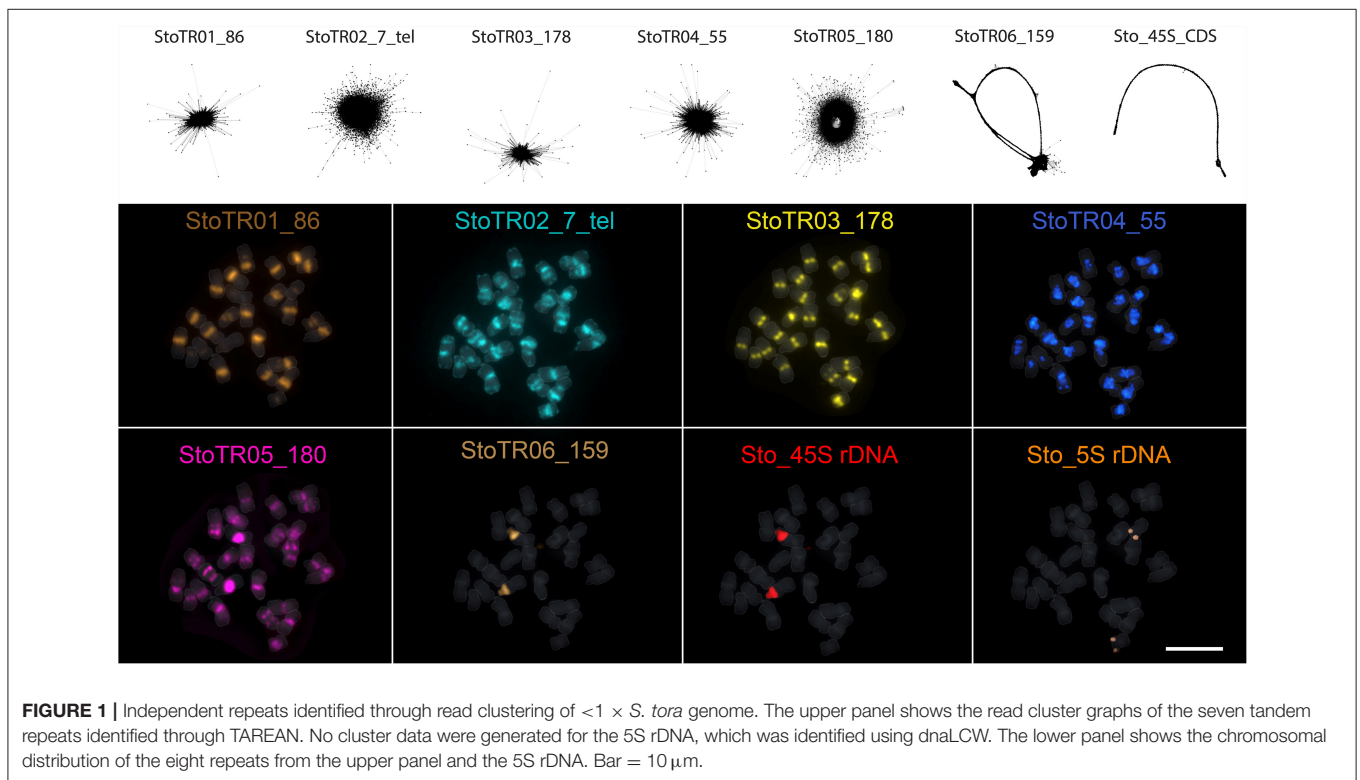 StoTR01_86 StoTR02_7_tel StoTR03_178 StoTR04_55 StoTR05_180 StoTR06_159 Sto_45S_CDS
StoTR01_86 StoTR02_7_tel StoTR03_178 StoTR04_55
StoTR05_180 StoTR06_159 Sto_45S rDNA Sto_5S rDNA
FIGURE 1 | Independent repeats identified through read clustering of <1 × S. tora genome. The upper panel shows the read cluster graphs of the seven tandem
repeats identified through TAREAN. No cluster data were generated for the 5S rDNA, which was identified using dnaLCW. The lower panel shows the chromosomal
distribution of the eight repeats from the upper panel and the 5S rDNA. Bar = 10 μm.